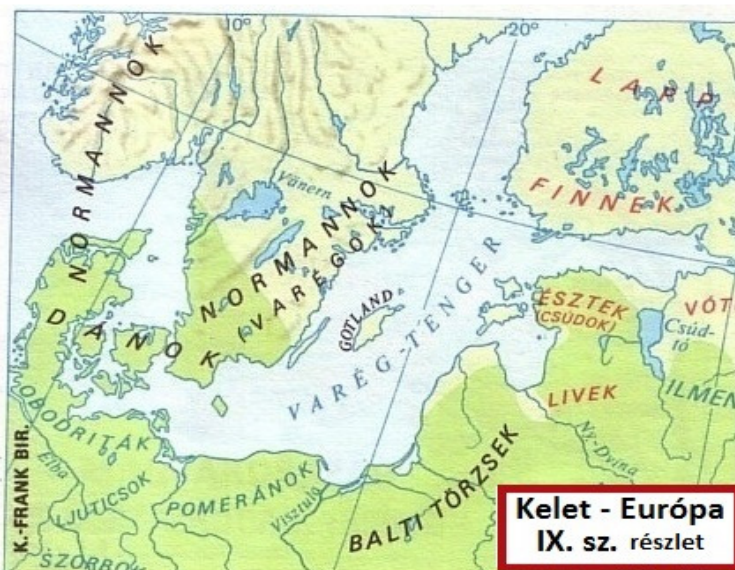 10°
20°
NORMANNOK
LAPP
FINNEK
Vänern
NORMANNOK
(VARÉGOK)
GOTLAND
VARÉG-TENGER
DÁNOK
ÉSZTEK
(CSÚDOK)
VÓT
Csúd-
tó
LIVEK
ILMEN
Ny-Dvina
OBODRITÁK
Elba
LJUTICSOK
POMERÁNOK
Visztula
BALTI TÖRZSEK
SZORBOK
K.-FRANK BIR.
Kelet - Európa
IX. sz. részlet